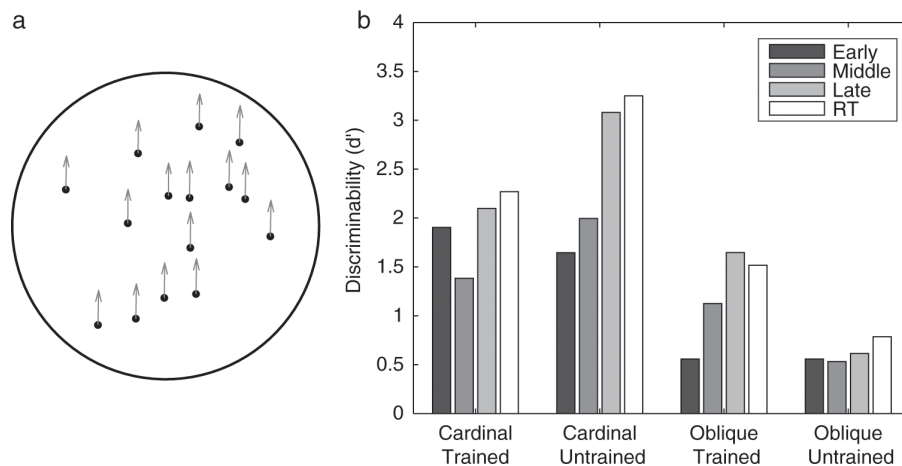 a
b
Discriminability (d')
4
3.5
3
2.5
2
1.5
1
0.5
0
Early
Middle
Late
RT
Cardinal
Trained
Cardinal
Untrained
Oblique
Trained
Oblique
Untrained